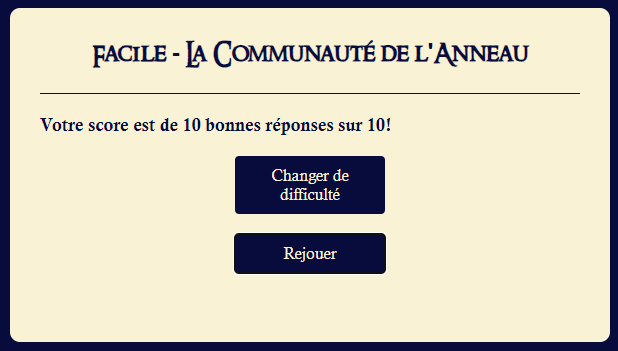 Facile - La Communauté de l'Anneau
Votre score est de 10 bonnes réponses sur 10!
Changer de
difficulté
Rejouer